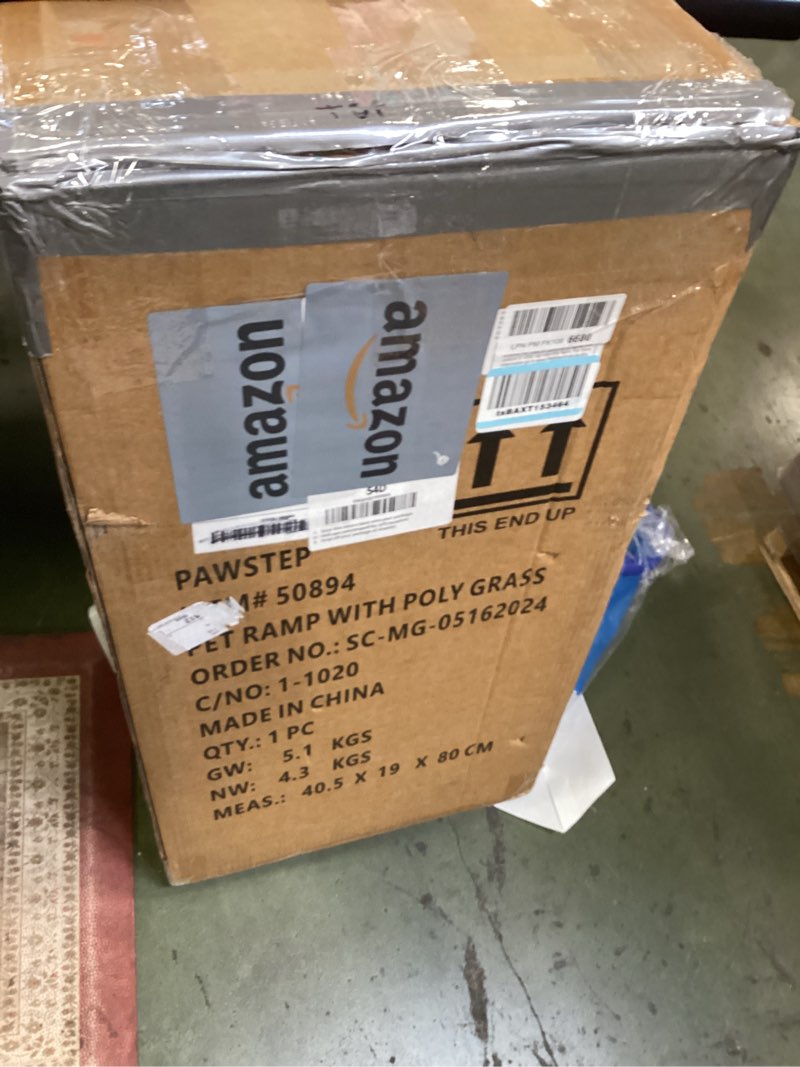 amazon
amazon
6680
tsBAXT153464
THIS END UP
PAWSTEP
# 50894
PET RAMP WITH POLY GRASS
ORDER NO.: SC-MG-05162024
C/NO: 1-1020
MADE IN CHINA
QTY.: 1 PC
GW: 5.1 KGS
NW: 4.3 KGS
MEAS.: 40.5 X 19 X 80 CM